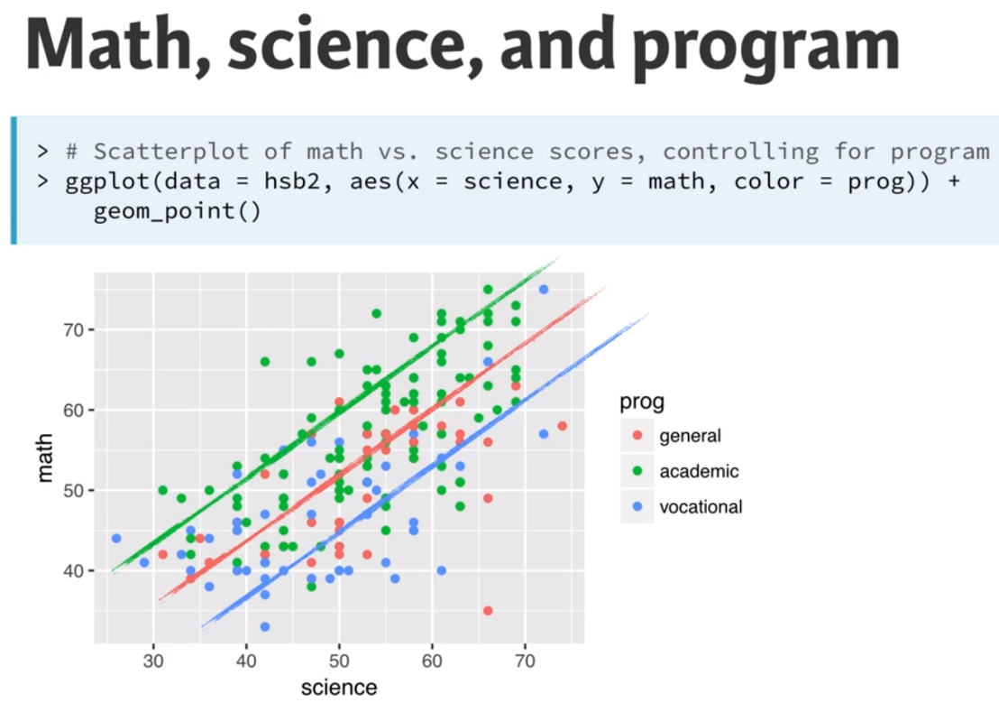 Math, science, and program
> # Scatterplot of math vs. science scores, controlling for program
> ggplot(data = hsb2, aes(x = science, y = math, color = prog)) +
geom_point()
70
60
50
40
math
30 40 50 60 70
science
prog
general
academic
vocational